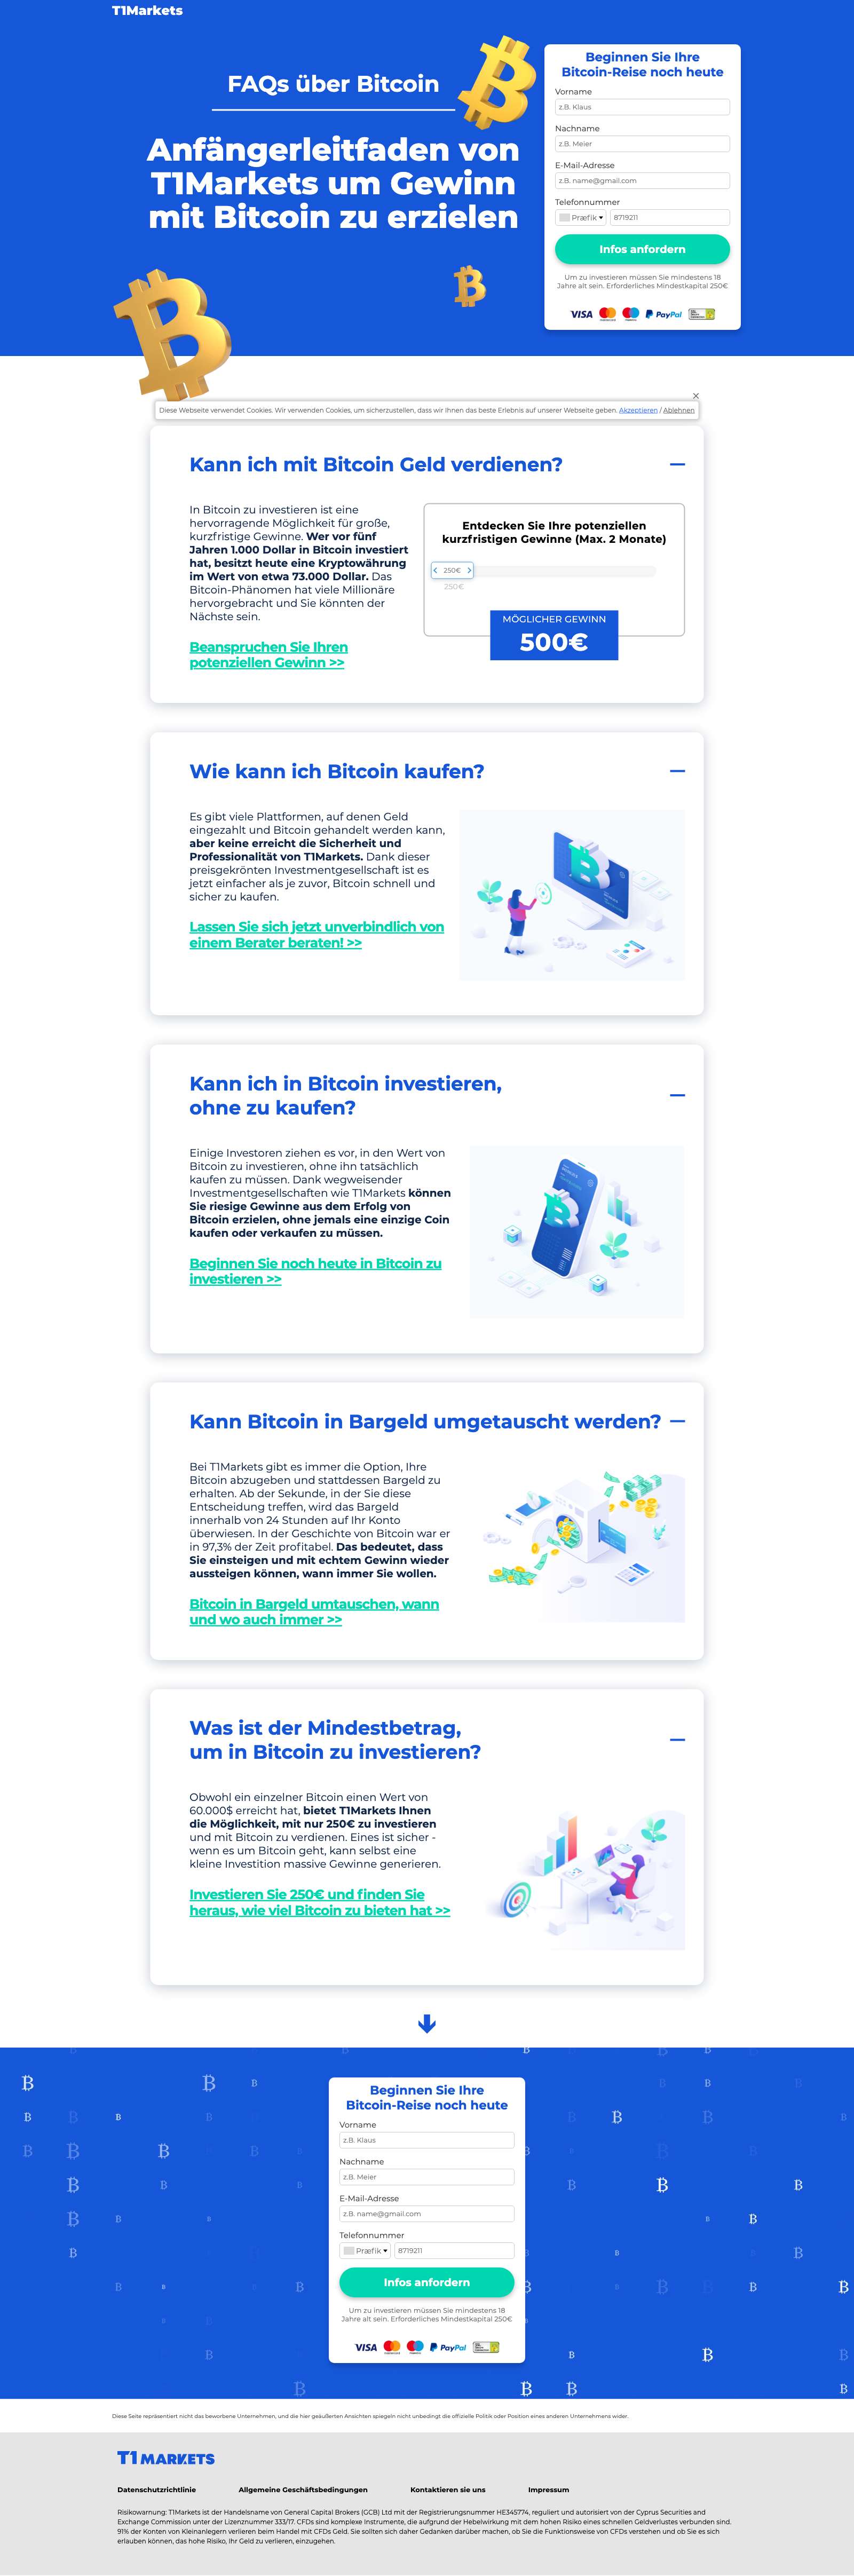 T1Markets
FAQs über Bitcoin
Anfängerleitfaden von
T1Markets um Gewinn
mit Bitcoin zu erzielen
Beginnen Sie Ihre
Bitcoin-Reise noch heute
Vorname
z.B. Klaus
Nachname
z.B. Meier
E-Mail-Adresse
z.B. name@gmail.com
Telefonnummer
Præfik
8719211
Infos anfordern
Um zu investieren müssen Sie mindestens 18
Jahre alt sein. Erforderliches Mindestkapital 250€
VISA PayPal
Diese Webseite verwendet Cookies. Wir verwenden Cookies, um sicherzustellen, dass wir Ihnen das beste Erlebnis auf unserer Webseite geben. Akzeptieren / Ablehnen
Kann ich mit Bitcoin Geld verdienen?
In Bitcoin zu investieren ist eine
hervorragende Möglichkeit für große,
kurzfristige Gewinne. Wer vor fünf
Jahren 1.000 Dollar in Bitcoin investiert
hat, besitzt heute eine Kryptowährung
im Wert von etwa 73.000 Dollar. Das
Bitcoin-Phänomen hat viele Millionäre
hervorgebracht und Sie könnten der
Nächste sein.
Beanspruchen Sie Ihren
potenziellen Gewinn >>
Entdecken Sie Ihre potenziellen
kurzfristigen Gewinne (Max. 2 Monate)
250€
250€
MÖGLICHER GEWINN
500€
Wie kann ich Bitcoin kaufen?
Es gibt viele Plattformen, auf denen Geld
eingezahlt und Bitcoin gehandelt werden kann,
aber keine erreicht die Sicherheit und
Professionalität von T1Markets. Dank dieser
preisgekrönten Investmentgesellschaft ist es
jetzt einfacher als je zuvor, Bitcoin schnell und
sicher zu kaufen.
Lassen Sie sich jetzt unverbindlich von
einem Berater beraten! >>
Kann ich in Bitcoin investieren,
ohne zu kaufen?
Einige Investoren ziehen es vor, in den Wert von
Bitcoin zu investieren, ohne ihn tatsächlich
kaufen zu müssen. Dank wegweisender
Investmentgesellschaften wie T1Markets können
Sie riesige Gewinne aus dem Erfolg von
Bitcoin erzielen, ohne jemals eine einzige Coin
kaufen oder verkaufen zu müssen.
Beginnen Sie noch heute in Bitcoin zu
investieren >>
Kann Bitcoin in Bargeld umgetauscht werden?
Bei T1Markets gibt es immer die Option, Ihre
Bitcoin abzugeben und stattdessen Bargeld zu
erhalten. Ab der Sekunde, in der Sie diese
Entscheidung treffen, wird das Bargeld
innerhalb von 24 Stunden auf Ihr Konto
überwiesen. In der Geschichte von Bitcoin war er
in 97,3% der Zeit profitabel. Das bedeutet, dass
Sie einsteigen und mit echtem Gewinn wieder
aussteigen können, wann immer Sie wollen.
Bitcoin in Bargeld umtauschen, wann
und wo auch immer >>
Was ist der Mindestbetrag,
um in Bitcoin zu investieren?
Obwohl ein einzelner Bitcoin einen Wert von
60.000$ erreicht hat, bietet T1Markets Ihnen
die Möglichkeit, mit nur 250€ zu investieren
und mit Bitcoin zu verdienen. Eines ist sicher -
wenn es um Bitcoin geht, kann selbst eine
kleine Investition massive Gewinne generieren.
Investieren Sie 250€ und finden Sie
heraus, wie viel Bitcoin zu bieten hat >>
Beginnen Sie Ihre
Bitcoin-Reise noch heute
Vorname
z.B. Klaus
Nachname
z.B. Meier
E-Mail-Adresse
z.B. name@gmail.com
Telefonnummer
Præfik
8719211
Infos anfordern
Um zu investieren müssen Sie mindestens 18
Jahre alt sein. Erforderliches Mindestkapital 250€
VISA PayPal
Diese Seite repräsentiert nicht das beworbene Unternehmen, und die hier geäußerten Ansichten spiegeln nicht unbedingt die offizielle Politik oder Position eines anderen Unternehmens wider.
T1 MARKETS
Datenschutzrichtlinie Allgemeine Geschäftsbedingungen Kontaktieren sie uns Impressum
Risikowarnung: T1Markets ist der Handelsname von General Capital Brokers (GCB) Ltd mit der Registrierungsnummer HE345774, reguliert und autorisiert von der Cyprus Securities and
Exchange Commission unter der Lizenznummer 333/17. CFDs sind komplexe Instrumente, die aufgrund der Hebelwirkung mit dem hohen Risiko eines schnellen Geldverlustes verbunden sind.
91% der Konten von Kleinanlegern verlieren beim Handel mit CFDs Geld. Sie sollten sich daher Gedanken darüber machen, ob Sie die Funktionsweise von CFDs verstehen und ob Sie es sich
erlauben können, das hohe Risiko, Ihr Geld zu verlieren, einzugehen.